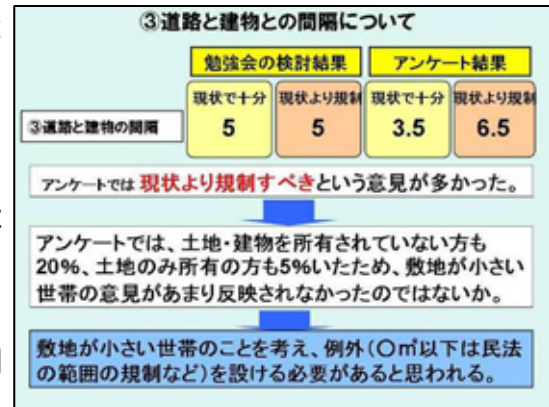 ③道路と建物との間隔について
勉強会の検討結果 アンケート結果
現状で十分 現状より規制 現状で十分 現状より規制
③道路と建物の間隔 5 5 3.5 6.5
アンケートでは 現状より規制すべきという意見が多かった。
アンケートでは、土地・建物を所有されていない方も
20%、土地のみ所有の方も5%いたため、敷地が小さい
世帯の意見があまり反映されなかったのではないか。
敷地が小さい世帯のことを考え、例外(〇㎡以下は民法
の範囲の規制など)を設ける必要があると思われる。